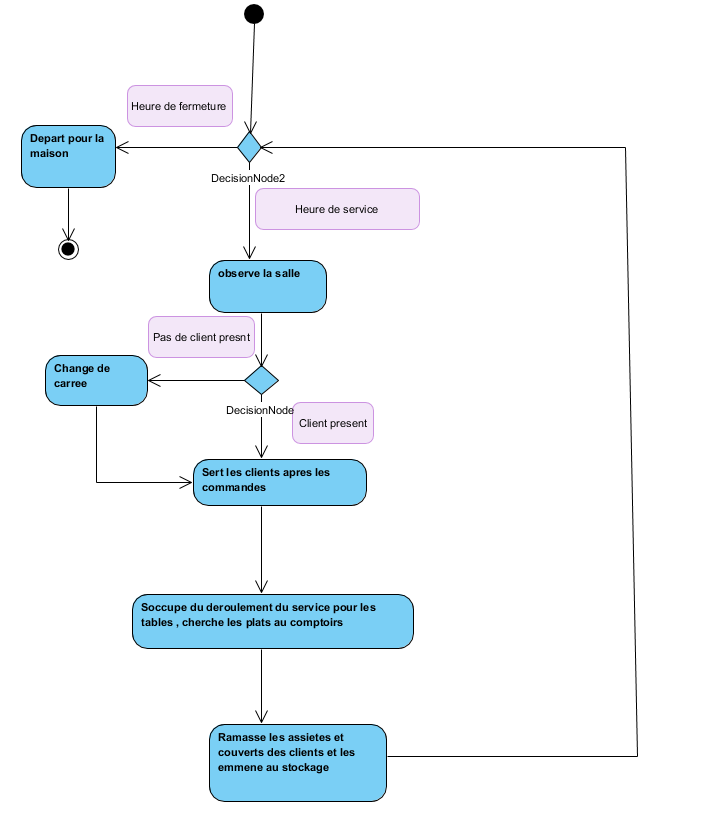 Heure de fermeture
Depart pour la
maison
DecisionNode2
Heure de service
observe la salle
Pas de client presnt
Change de
carree
DecisionNode
Client present
Sert les clients apres les
commandes
Soccupe du deroulement du service pour les
tables , cherche les plats au comptoirs
Ramasse les assietes et
couverts des clients et les
emmene au stockage